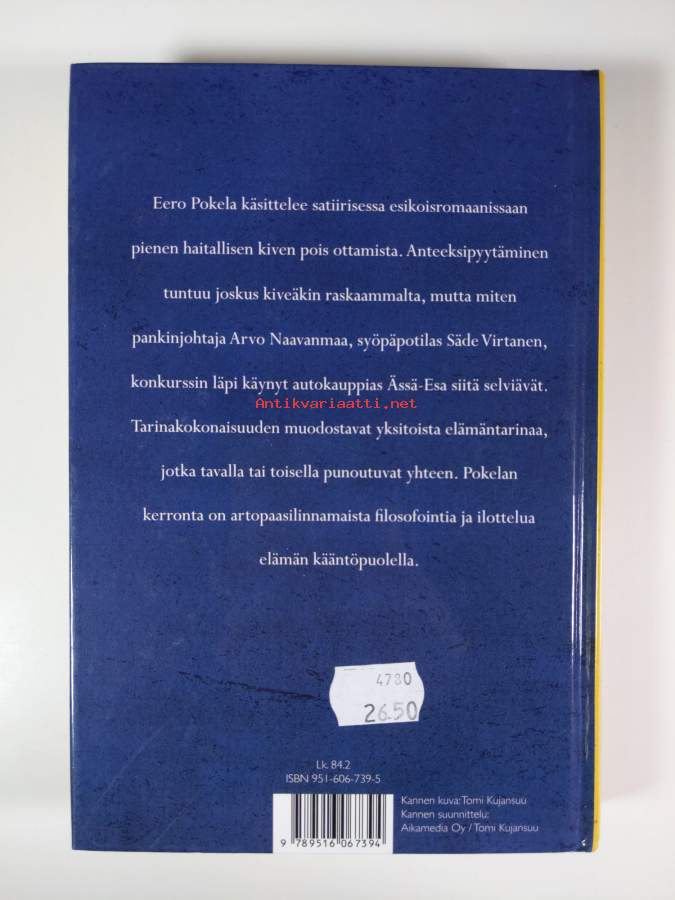 Eero Pokela käsittelee satiirisessa esikoisromaanissaan
pienen haitallisen kiven pois ottamista. Anteeksipyytäminen
tuntuu joskus kiveäkin raskaammalta, mutta miten
pankinjohtaja Arvo Naavanmaa, syöpäpotilas Säde Virtanen,
konkurssin läpi käynyt autokauppias Ässä-Esa siitä selviävät.
Antikvariaatti.net
Tarinakokonaisuuden muodostavat yksitoista elämäntarinaa,
jotka tavalla tai toisella punoutuvat yhteen. Pokelan
kerronta on artopaasilinnamaista filosofointia ja ilottelua
elämän kääntöpuolella.
4780
26.50
Lk. 84.2
ISBN 951-606-739-5
Kannen kuva: Tomi Kujansuu
Kannen suunnittelu:
Aikamedia Oy / Tomi Kujansuu
9 789516 067394